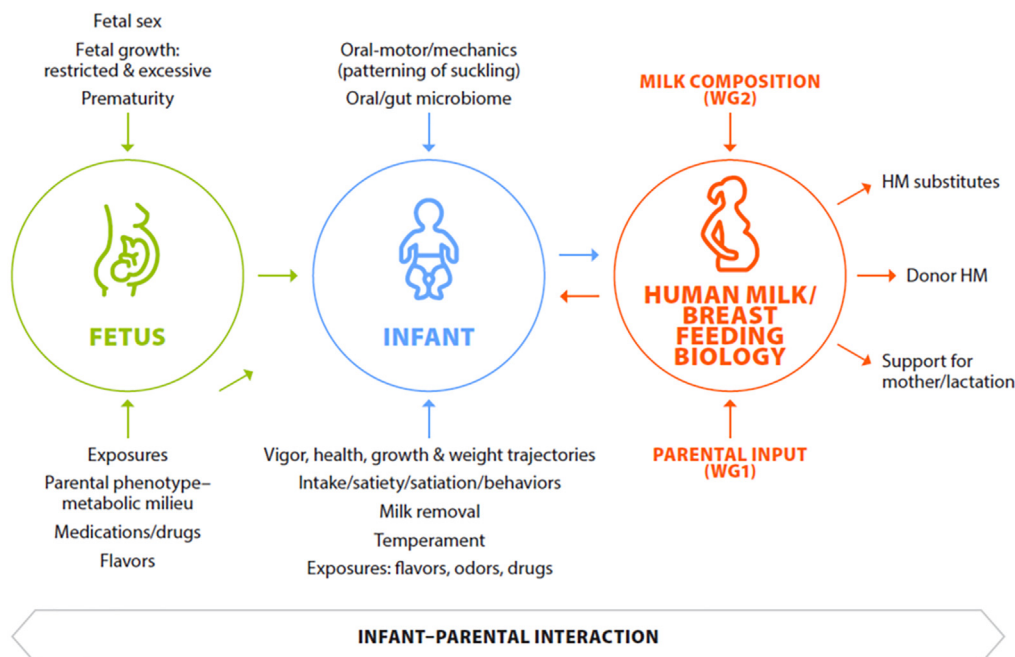 Fetal sex
Fetal growth:
restricted & excessive
Prematurity
FETUS
Exposures
Parental phenotype–
metabolic milieu
Medications/drugs
Flavors
Oral-motor/mechanics
(patterning of suckling)
Oral/gut microbiome
INFANT
Vigor, health, growth & weight trajectories
Intake/satiety/satiation/behaviors
Milk removal
Temperament
Exposures: flavors, odors, drugs
MILK COMPOSITION
(WG2)
HUMAN MILK/
BREAST
FEEDING
BIOLOGY
PARENTAL INPUT
(WG1)
HM substitutes
Donor HM
Support for
mother/lactation
INFANT–PARENTAL INTERACTION